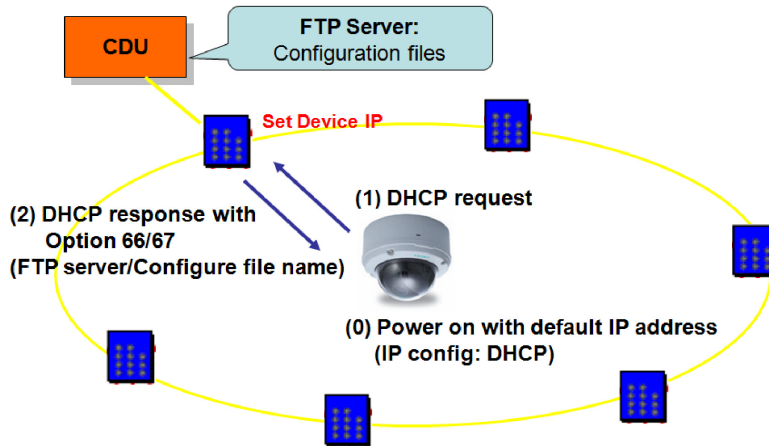 FTP Server:
Configuration files
CDU
Set Device IP
(1) DHCP request
(2) DHCP response with
Option 66/67
(FTP server/Configure file name)
(0) Power on with default IP address
(IP config: DHCP)